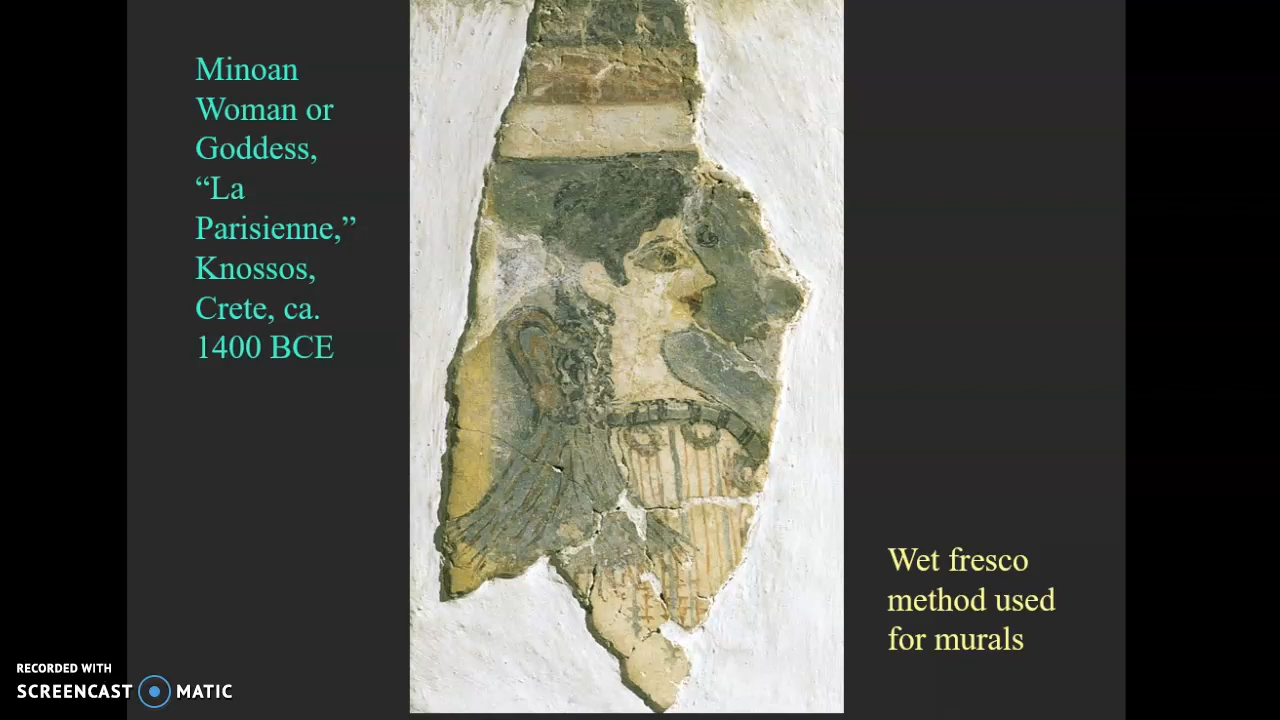 Minoan
Woman or
Goddess,
“La
Parisienne,”
Knossos,
Crete, ca.
1400 BCE
Wet fresco
method used
for murals
RECORDED WITH
SCREENCAST MATIC